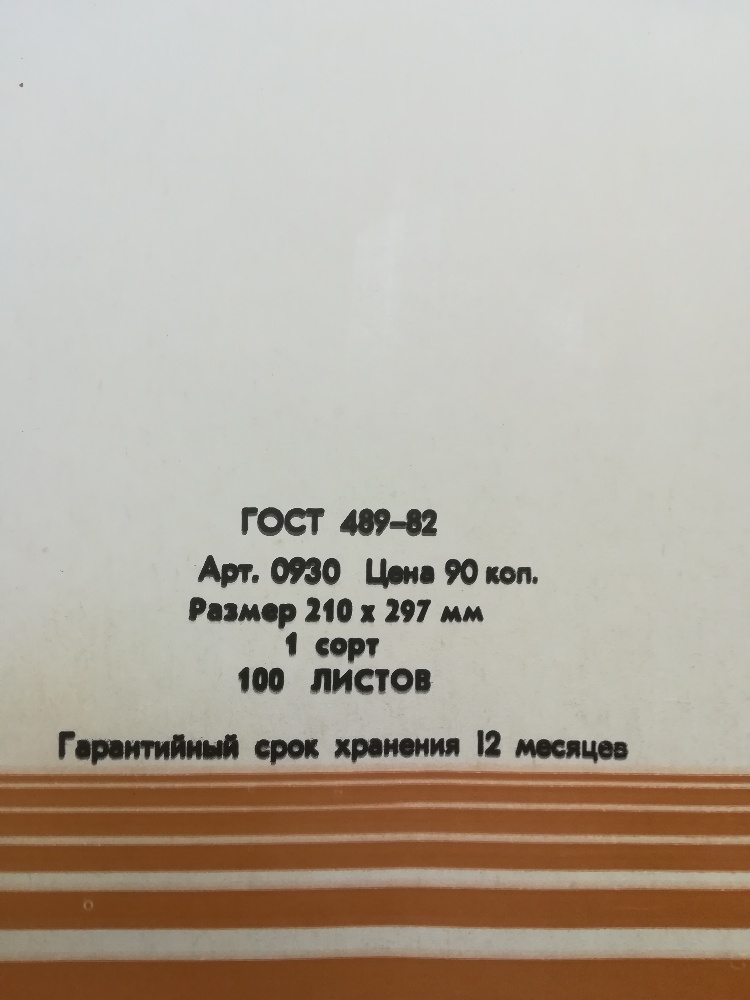 ГОСТ 489-82
Арт. 0930 Цена 90 коп.
Размер 210 х 297 мм
1 сорт
100 ЛИСТОВ
Гарантийный срок хранения 12 месяцев